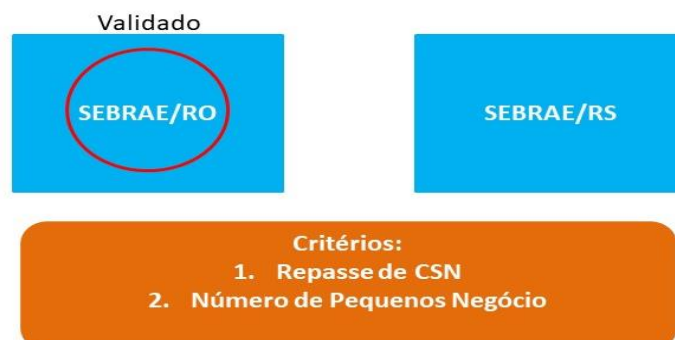 Validado
SEBRAE/RO
SEBRAE/RS
Critérios:
1. Repasse de CSN
2. Número de Pequenos Negócio